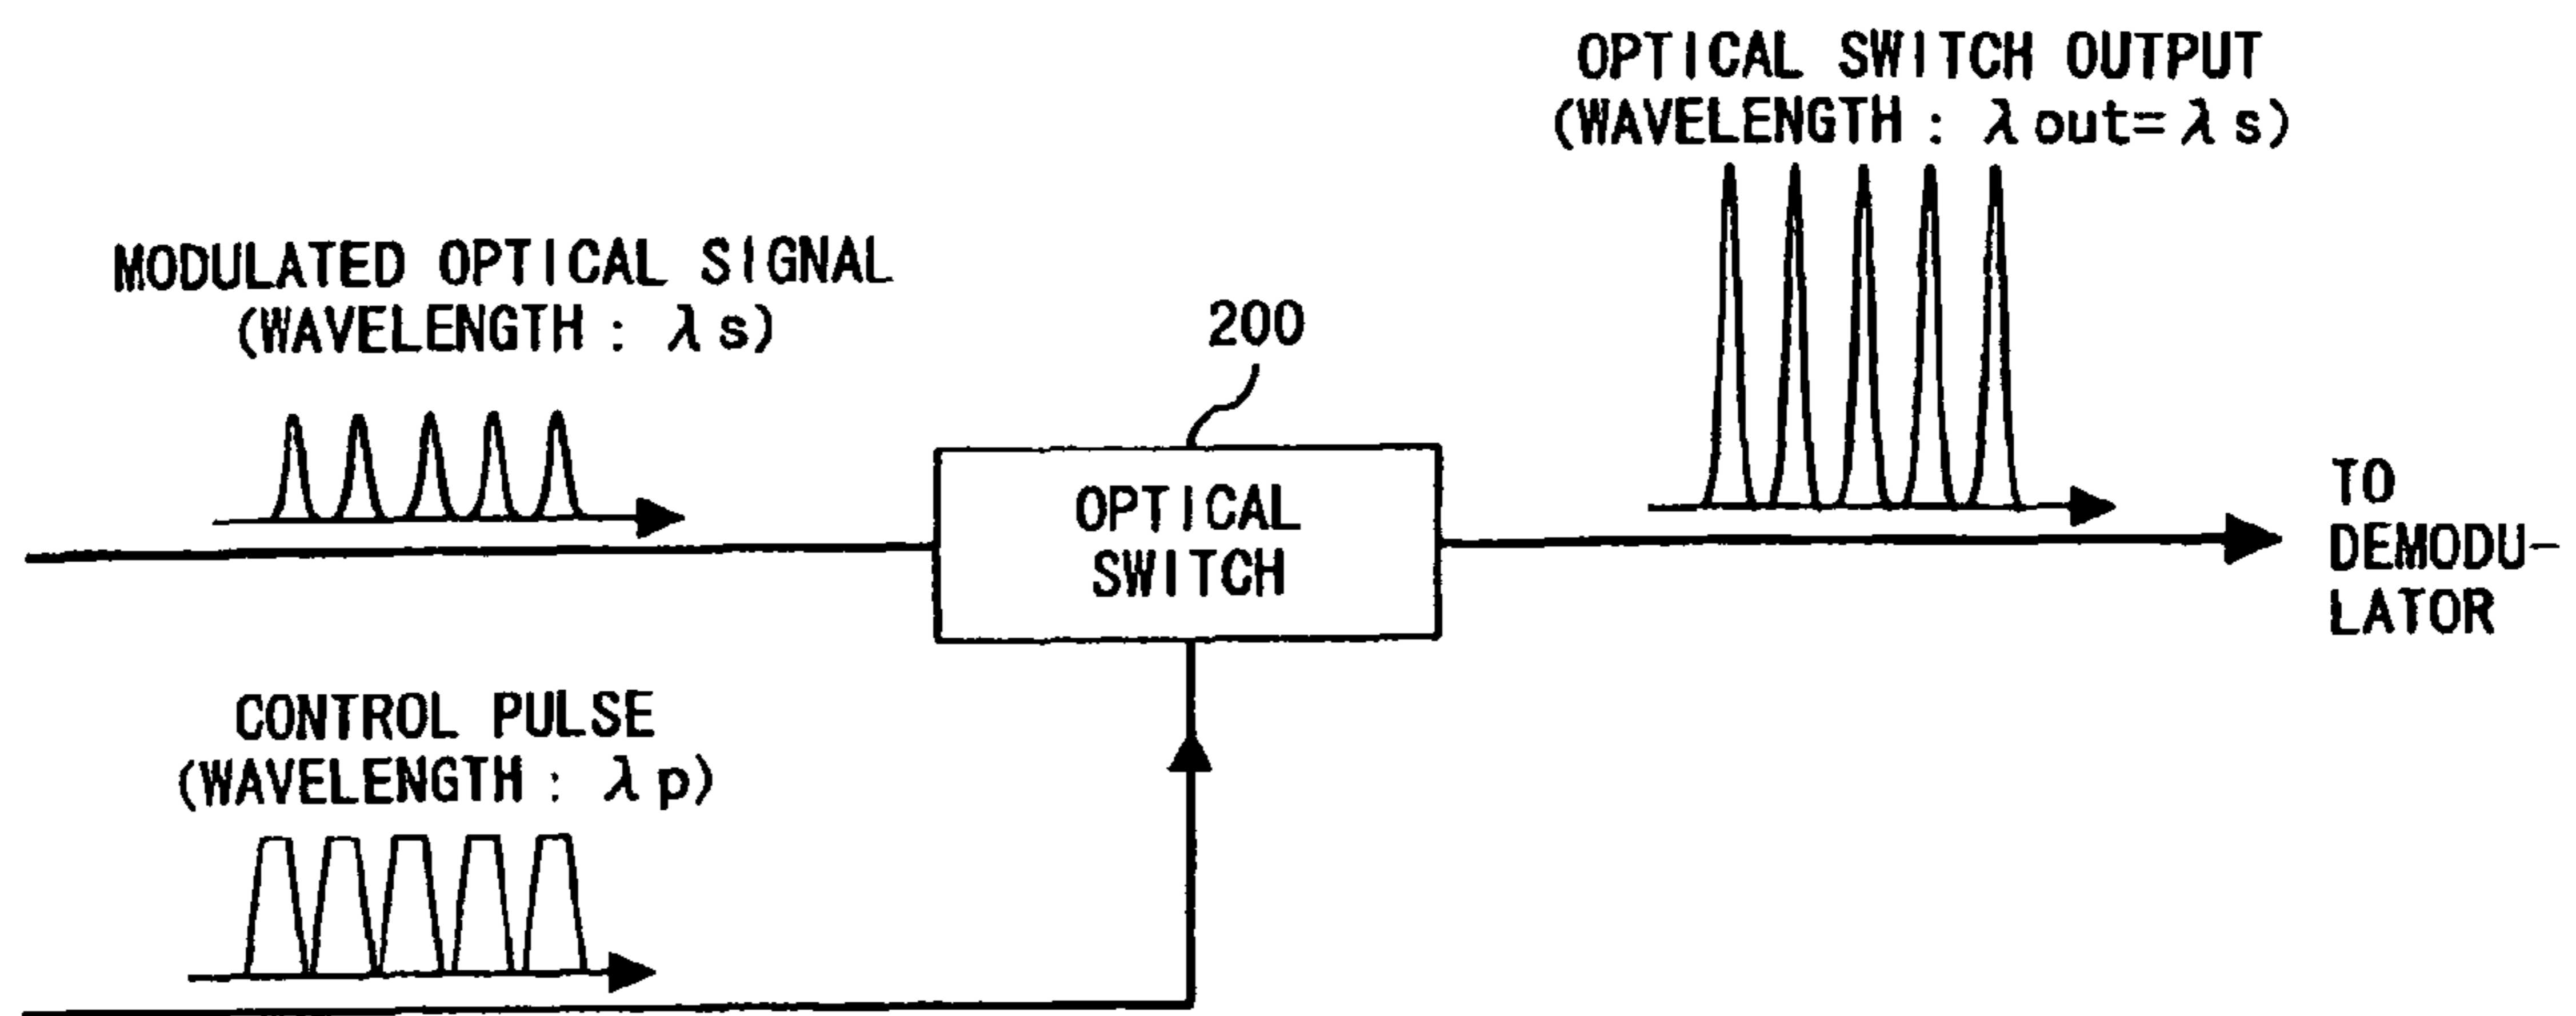 OPTICAL SWITCH OUTPUT
(WAVELENGTH : λout=λs)
MODULATED OPTICAL SIGNAL
(WAVELENGTH : λs)
200
OPTICAL
SWITCH
TO
DEMODU-
LATOR
CONTROL PULSE
(WAVELENGTH : λp)